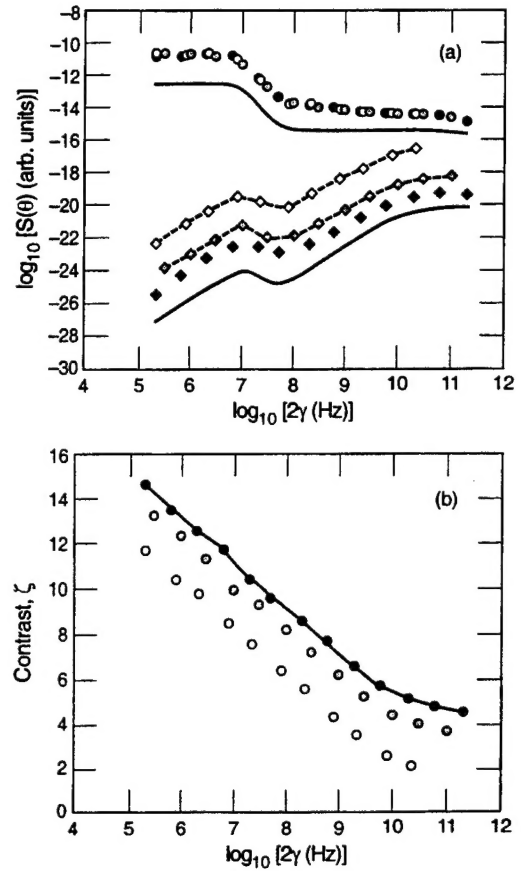 (a)
log10 [S(θ) (arb. units)]
-8
-10
-12
-14
-16
-18
-20
-22
-24
-26
-28
-30
4 5 6 7 8 9 10 11 12
log10 [2γ (Hz)]
(b)
Contrast, ζ
16
14
12
10
8
6
4
2
0
4 5 6 7 8 9 10 11 12
log10 [2γ (Hz)]